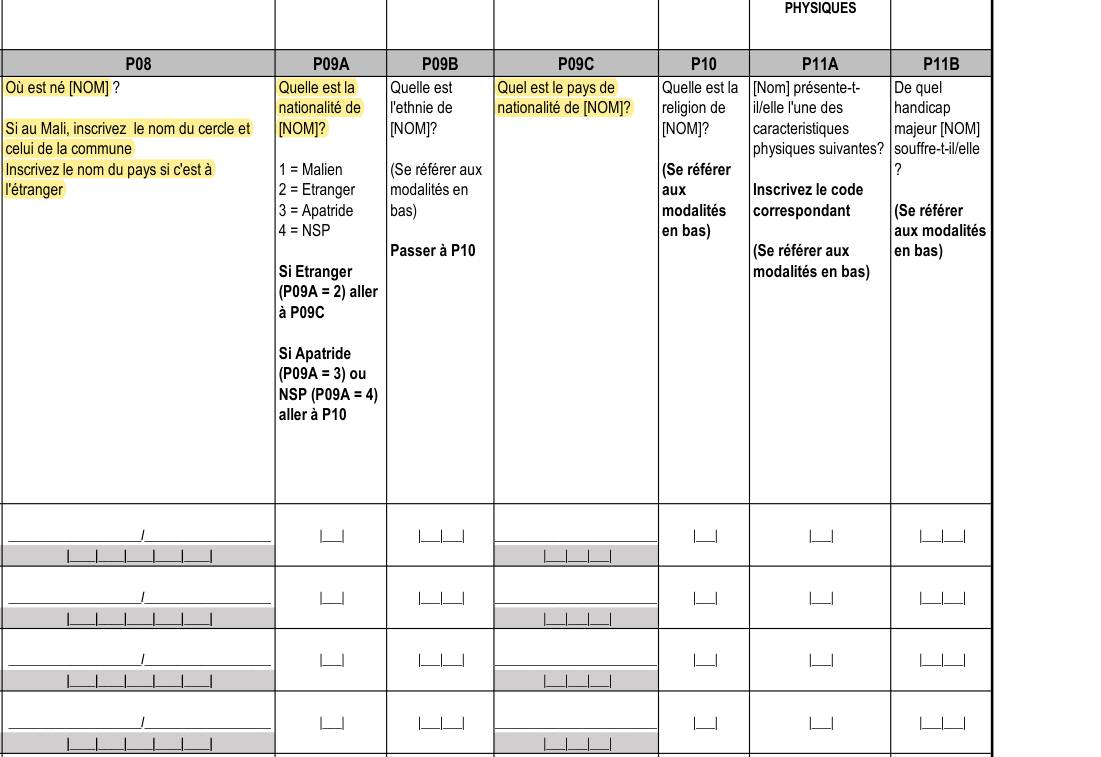 PHYSIQUES
P08
P09A
P09B
P09C
P10
P11A
P11B
Où est né [NOM] ?
Si au Mali, inscrivez le nom du cercle et
celui de la commune
Inscrivez le nom du pays si c'est à
l'étranger
Quelle est la
nationalité de
[NOM]?
1 = Malien
2 = Etranger
3 = Apatride
4 = NSP
Si Etranger
(P09A = 2) aller
à P09C
Si Apatride
(P09A = 3) ou
NSP (P09A = 4)
aller à P10
Quelle est
l'ethnie de
[NOM]?
(Se référer aux
modalités en
bas)
Passer à P10
Quel est le pays de
nationalité de [NOM]?
Quelle est la
religion de
[NOM]?
(Se référer
aux
modalités
en bas)
[Nom] présente-t-
il/elle l'une des
caracteristiques
physiques suivantes?
Inscrivez le code
correspondant
(Se référer aux
modalités en bas)
De quel
handicap
majeur [NOM]
souffre-t-il/elle
?
(Se référer
aux modalités
en bas)